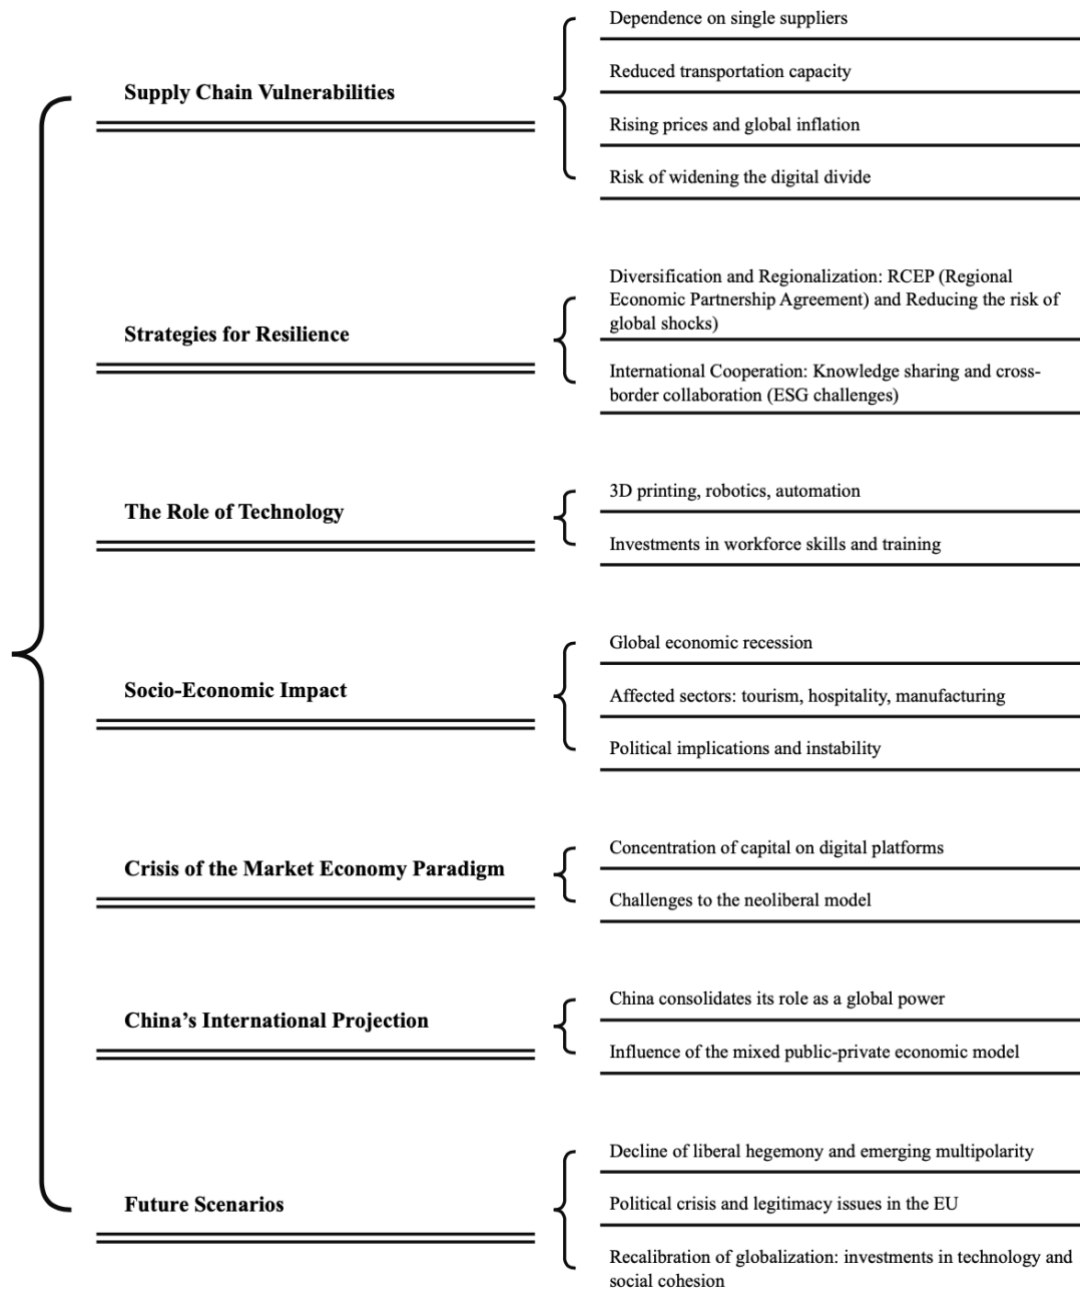 Supply Chain Vulnerabilities
Dependence on single suppliers
Reduced transportation capacity
Rising prices and global inflation
Risk of widening the digital divide
Strategies for Resilience
Diversification and Regionalization: RCEP (Regional
Economic Partnership Agreement) and Reducing the risk of
global shocks)
International Cooperation: Knowledge sharing and cross-
border collaboration (ESG challenges)
The Role of Technology
3D printing, robotics, automation
Investments in workforce skills and training
Socio-Economic Impact
Global economic recession
Affected sectors: tourism, hospitality, manufacturing
Political implications and instability
Crisis of the Market Economy Paradigm
Concentration of capital on digital platforms
Challenges to the neoliberal model
China’s International Projection
China consolidates its role as a global power
Influence of the mixed public-private economic model
Future Scenarios
Decline of liberal hegemony and emerging multipolarity
Political crisis and legitimacy issues in the EU
Recalibration of globalization: investments in technology and
social cohesion